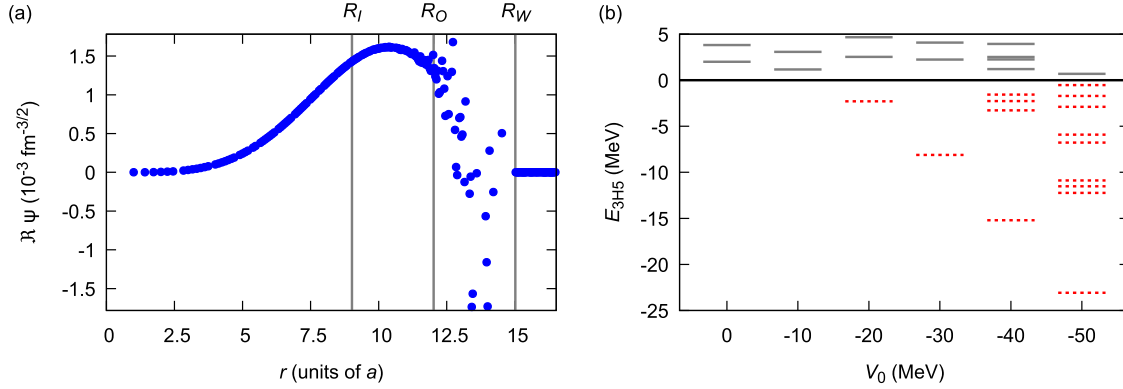 (a)
R_I R_O R_W
1.5
1
0.5
0
-0.5
-1
-1.5
ℜ ψ (10^-3 fm^-3/2)
0 2.5 5 7.5 10 12.5 15
r (units of a)
(b)
5
0
-5
-10
-15
-20
-25
E_3H5 (MeV)
0 -10 -20 -30 -40 -50
V_0 (MeV)